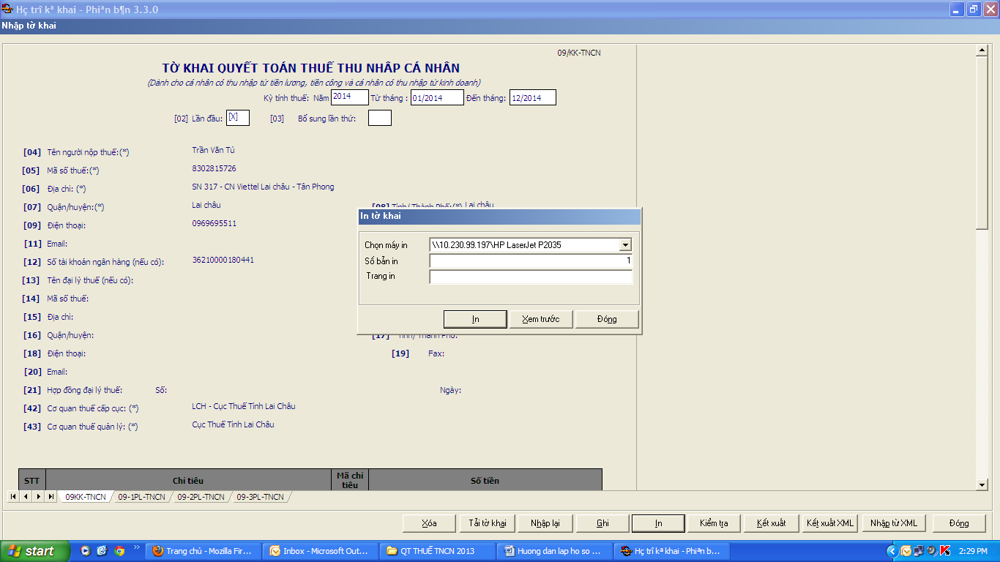 Hç trî kª khai - Phiªn b¶n 3.3.0
Nhập tờ khai
09/KK-TNCN
TỜ KHAI QUYẾT TOÁN THUẾ THU NHẬP CÁ NHÂN
(Dành cho cá nhân có thu nhập từ tiền lương, tiền công và cá nhân có thu nhập từ kinh doanh)
Kỳ tính thuế: Năm 2014 Từ tháng : 01/2014 Đến tháng: 12/2014
[02] Lần đầu: [X] [03] Bổ sung lần thứ:
[04] Tên người nộp thuế:(*) Trần Văn Tú
[05] Mã số thuế:(*) 8302815726
[06] Địa chỉ: (*) SN 317 - CN Viettel Lai châu - Tân Phong
[07] Quận/huyện:(*) Lai châu [08] Tỉnh/ Thành Phố:(*) Lai châu
[09] Điện thoại: 0969695511
[11] Email:
[12] Số tài khoản ngân hàng (nếu có): 36210000180441
[13] Tên đại lý thuế (nếu có):
[14] Mã số thuế:
[15] Địa chỉ:
[16] Quận/huyện: [17] Tỉnh/ Thành Phố:
[18] Điện thoại: [19] Fax:
[20] Email:
[21] Hợp đồng đại lý thuế: Số: Ngày:
[42] Cơ quan thuế cấp cục: (*) LCH - Cục Thuế Tỉnh Lai Châu
[43] Cơ quan thuế quản lý: (*) Cục Thuế Tỉnh Lai Châu
In tờ khai
Chọn máy in \\10.230.99.197\HP LaserJet P2035
Số bản in 1
Trang in
In Xem trước Đóng
STT Chỉ tiêu Mã chỉ tiêu Số tiền
09KK-TNCN 09-1PL-TNCN 09-2PL-TNCN 09-3PL-TNCN
Xóa Tải tờ khai Nhập lại Ghi In Kiểm tra Kết xuất Kết xuất XML Nhập từ XML Đóng
start Trang chủ - Mozilla Fir... Inbox - Microsoft Out... QT THUẾ TNCN 2013 Huong dan lap ho so ... Hç trî kª khai - Phiªn b... 2:29 PM